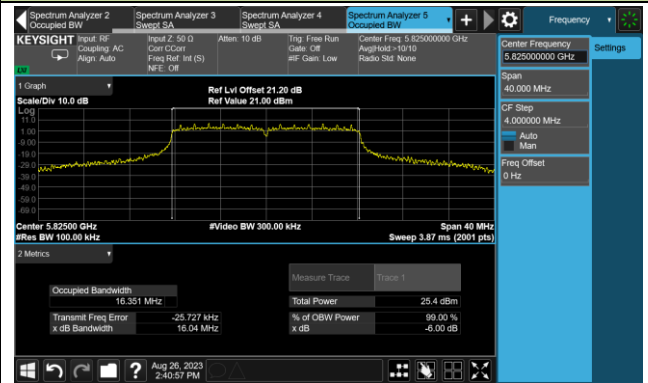 Spectrum Analyzer 2
Occupied BW
Spectrum Analyzer 3
Swept SA
Spectrum Analyzer 4
Swept SA
Spectrum Analyzer 5
Occupied BW
Frequency
KEYSIGHT
Input: RF
Coupling: AC
Align: Auto
Input Z: 50 Ω
Corr CCorr
Freq Ref: Int (S)
NFE: Off
Atten: 10 dB
Trig: Free Run
Gate: Off
#IF Gain: Low
Center Freq: 5.825000000 GHz
Avg|Hold:>10/10
Radio Std: None
Center Frequency
5.825000000 GHz
Settings
Span
40.000 MHz
CF Step
4.000000 MHz
Auto
Man
Freq Offset
0 Hz
1 Graph
Scale/Div 10.0 dB
Ref Lvl Offset 21.20 dB
Ref Value 21.00 dBm
Log
11.0
1.00
-9.00
-19.0
-29.0
-39.0
-49.0
-59.0
-69.0
Center 5.82500 GHz
#Video BW 300.00 kHz
Span 40 MHz
#Res BW 100.00 kHz
Sweep 3.87 ms (2001 pts)
2 Metrics
Measure Trace
Trace 1
Occupied Bandwidth
16.351 MHz
Total Power
25.4 dBm
Transmit Freq Error
-25.727 kHz
% of OBW Power
99.00 %
x dB Bandwidth
16.04 MHz
x dB
-6.00 dB
Aug 26, 2023
2:40:57 PM